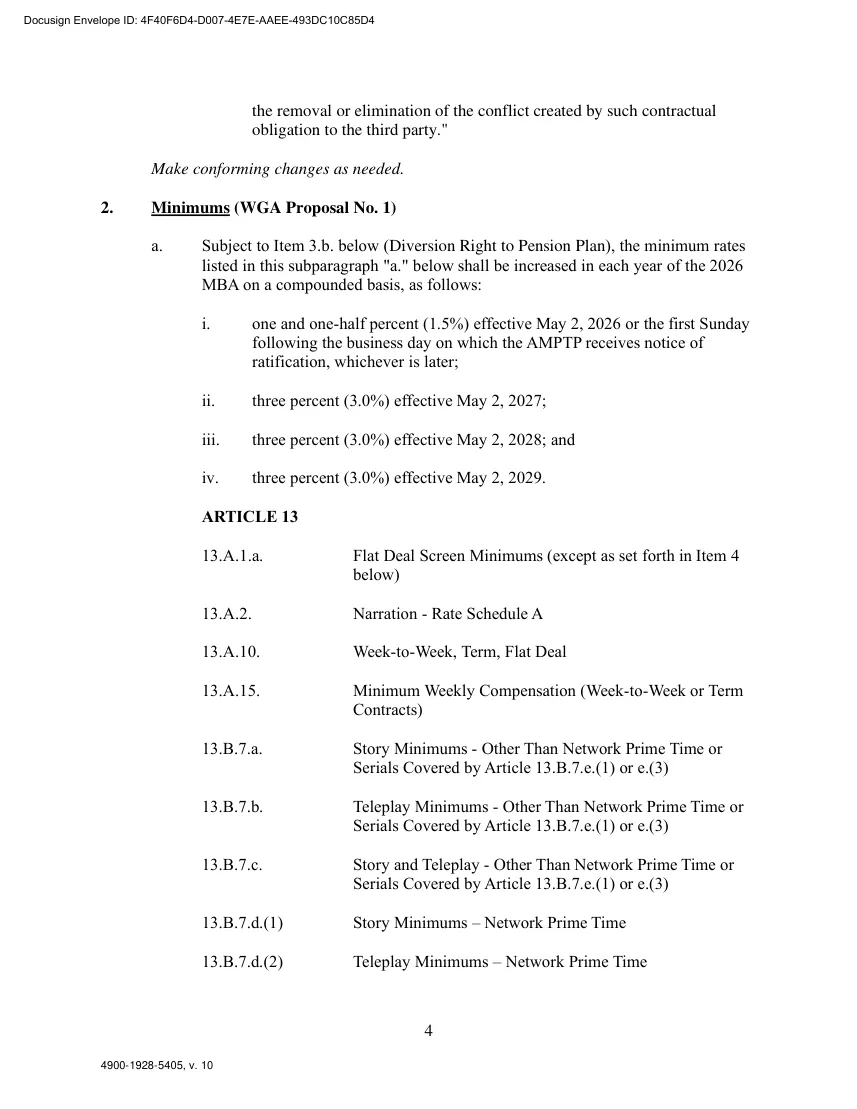 Docusign Envelope ID: 4F40F6D4-D007-4E7E-AAEE-493DC10C85D4
the removal or elimination of the conflict created by such contractual
obligation to the third party."
Make conforming changes as needed.
2. Minimums (WGA Proposal No. 1)
a. Subject to Item 3.b. below (Diversion Right to Pension Plan), the minimum rates
listed in this subparagraph "a." below shall be increased in each year of the 2026
MBA on a compounded basis, as follows:
i. one and one-half percent (1.5%) effective May 2, 2026 or the first Sunday
following the business day on which the AMPTP receives notice of
ratification, whichever is later;
ii. three percent (3.0%) effective May 2, 2027;
iii. three percent (3.0%) effective May 2, 2028; and
iv. three percent (3.0%) effective May 2, 2029.
ARTICLE 13
13.A.1.a. Flat Deal Screen Minimums (except as set forth in Item 4
below)
13.A.2. Narration - Rate Schedule A
13.A.10. Week-to-Week, Term, Flat Deal
13.A.15. Minimum Weekly Compensation (Week-to-Week or Term
Contracts)
13.B.7.a. Story Minimums - Other Than Network Prime Time or
Serials Covered by Article 13.B.7.e.(1) or e.(3)
13.B.7.b. Teleplay Minimums - Other Than Network Prime Time or
Serials Covered by Article 13.B.7.e.(1) or e.(3)
13.B.7.c. Story and Teleplay - Other Than Network Prime Time or
Serials Covered by Article 13.B.7.e.(1) or e.(3)
13.B.7.d.(1) Story Minimums – Network Prime Time
13.B.7.d.(2) Teleplay Minimums – Network Prime Time
4
4900-1928-5405, v. 10